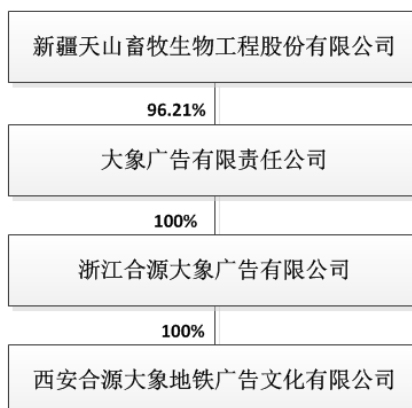 新疆天山畜牧生物工程股份有限公司
96.21%
大象广告有限责任公司
100%
浙江合源大象广告有限公司
100%
西安合源大象地铁广告文化有限公司